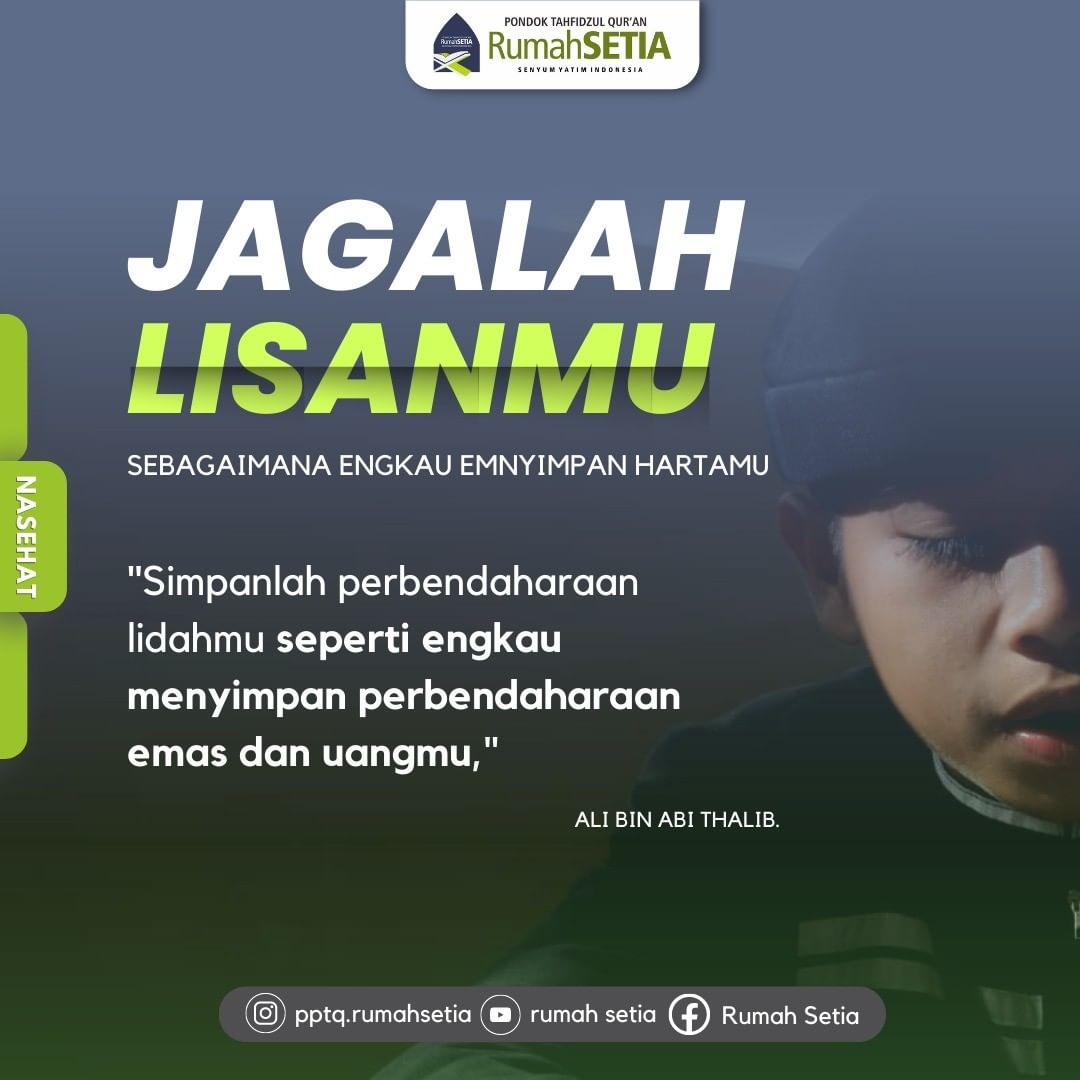 PONDOK TAHFIDZUL QUR'AN
RumahSETIA
SENYUM YATIM INDONESIA
JAGALAH
LISANMU
SEBAGAIMANA ENGKAU EMNYIMPAN HARTAMU
NASEHAT
"Simpanlah perbendaharaan
lidahmu seperti engkau
menyimpan perbendaharaan
emas dan uangmu,"
ALI BIN ABI THALIB.
pptq.rumahsetia rumah setia Rumah Setia